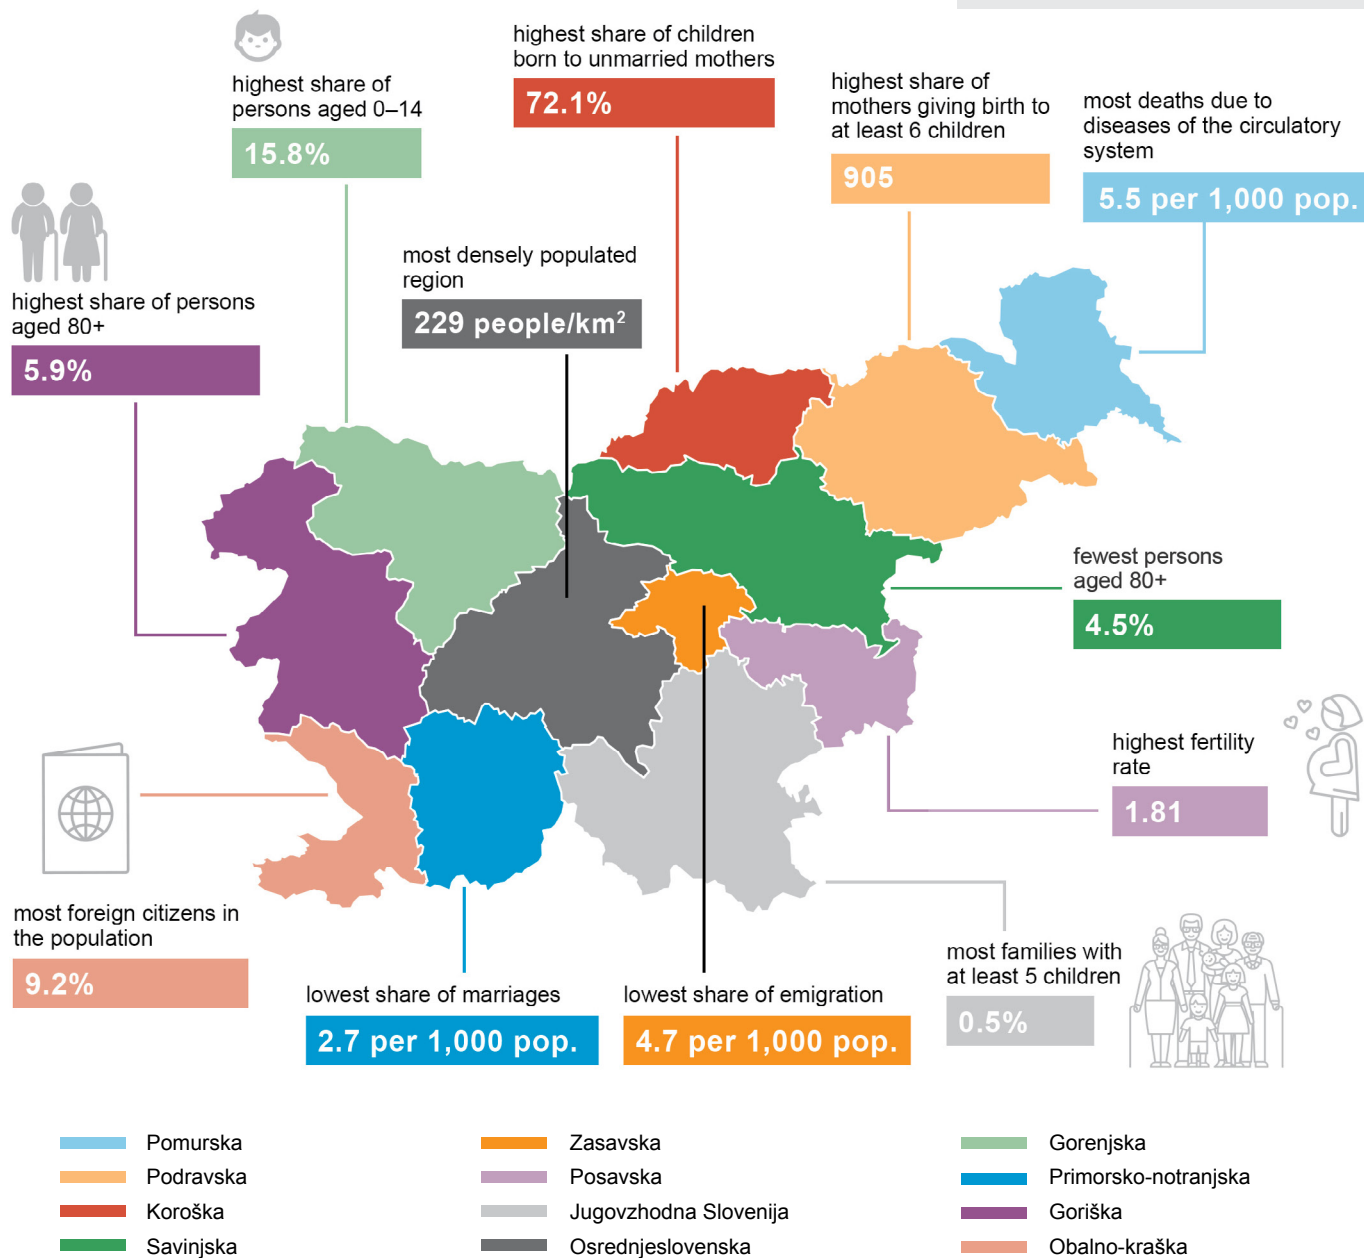 highest share of children
born to unmarried mothers
72.1%
highest share of
persons aged 0–14
15.8%
highest share of
mothers giving birth to
at least 6 children
905
most deaths due to
diseases of the circulatory
system
5.5 per 1,000 pop.
most densely populated
region
229 people/km²
highest share of persons
aged 80+
5.9%
fewest persons
aged 80+
4.5%
highest fertility
rate
1.81
most foreign citizens in
the population
9.2%
most families with
at least 5 children
0.5%
lowest share of marriages
2.7 per 1,000 pop.
lowest share of emigration
4.7 per 1,000 pop.
Pomurska
Podravska
Koroška
Savinjska
Zasavska
Posavska
Jugovzhodna Slovenija
Osrednjeslovenska
Gorenjska
Primorsko-notranjska
Goriška
Obalno-kraška